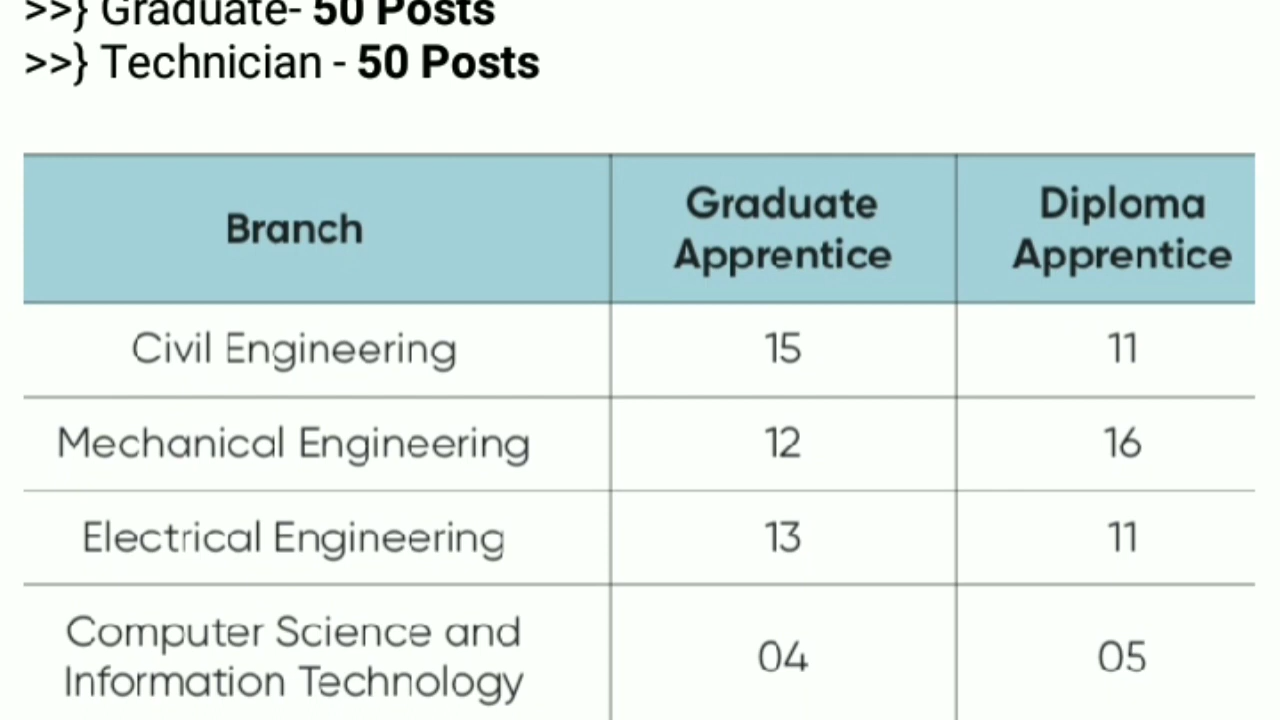 >>} Graduate- 50 Posts
>>} Technician - 50 Posts
Branch
Graduate
Apprentice
Diploma
Apprentice
Civil Engineering
15
11
Mechanical Engineering
12
16
Electrical Engineering
13
11
Computer Science and
Information Technology
04
05